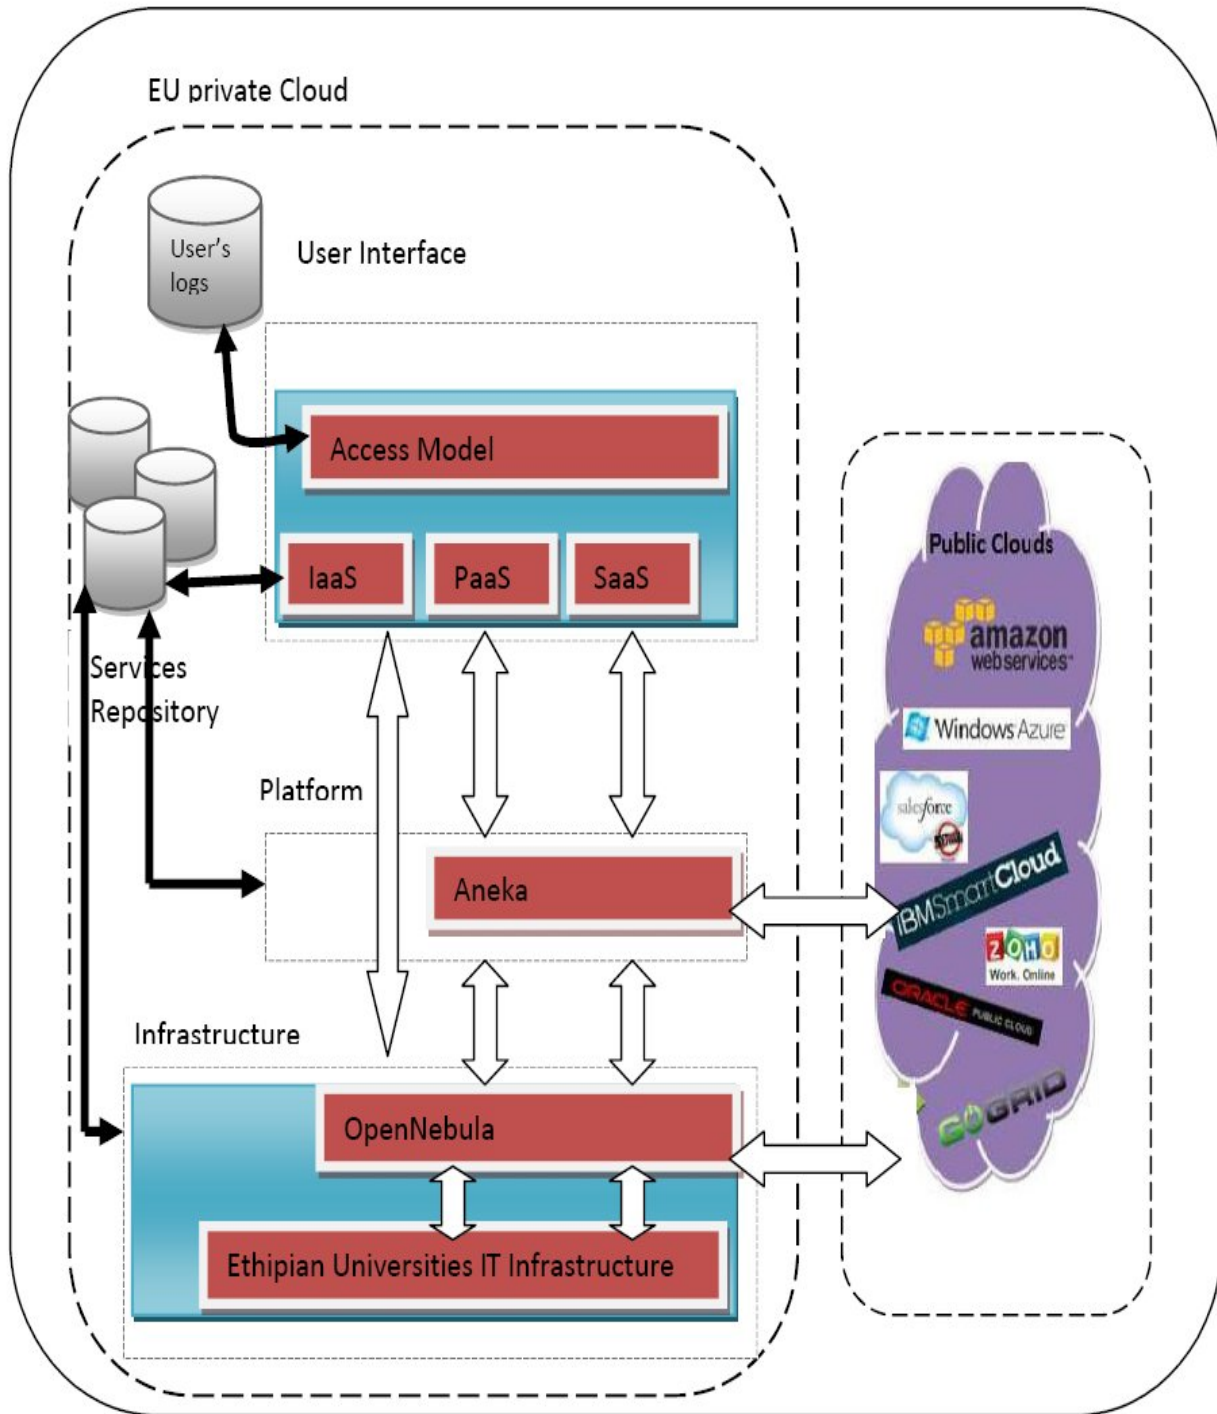 EU private Cloud
User's
logs
User Interface
Access Model
IaaS
PaaS
SaaS
Services
Repository
Platform
Aneka
Infrastructure
OpenNebula
Ethipian Universities IT Infrastructure
Public Clouds
amazon
webservices™
Windows Azure
salesforce
IBMSmartCloud
ZOHO
Work. Online
ORACLE PUBLIC CLOUD
GOGRID